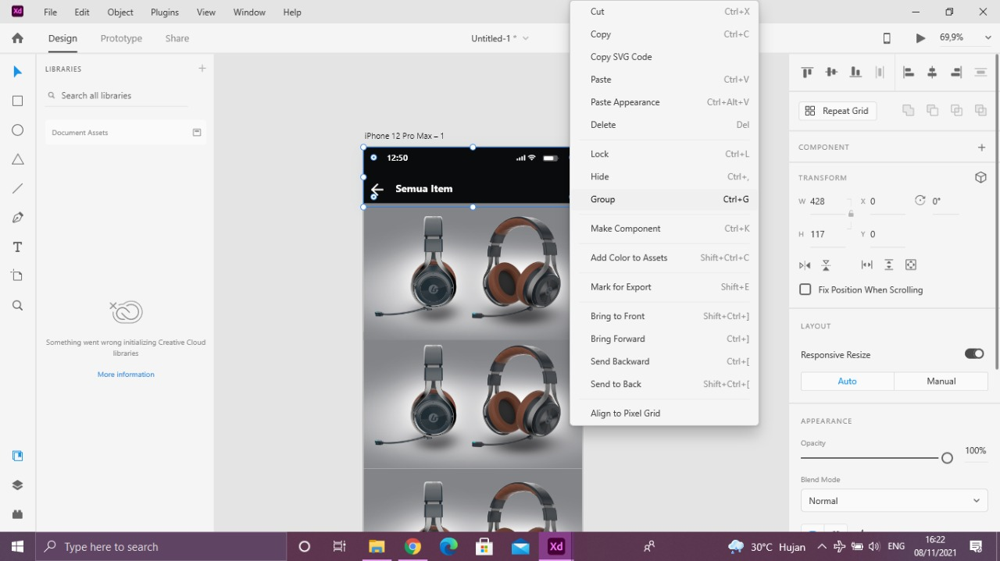 Xd File Edit Object Plugins View Window Help
Design Prototype Share
Untitled-1 *
69,9%
LIBRARIES
Search all libraries
Document Assets
Something went wrong initializing Creative Cloud
libraries
More information
iPhone 12 Pro Max – 1
12:50
Semua Item
Cut Ctrl+X
Copy Ctrl+C
Copy SVG Code
Paste Ctrl+V
Paste Appearance Ctrl+Alt+V
Delete Del
Lock Ctrl+L
Hide Ctrl+,
Group Ctrl+G
Make Component Ctrl+K
Add Color to Assets Shift+Ctrl+C
Mark for Export Shift+E
Bring to Front Shift+Ctrl+]
Bring Forward Ctrl+]
Send Backward Ctrl+[
Send to Back Shift+Ctrl+[
Align to Pixel Grid
Repeat Grid
COMPONENT
TRANSFORM
W 428 X 0 0°
H 117 Y 0
Fix Position When Scrolling
LAYOUT
Responsive Resize
Auto Manual
APPEARANCE
Opacity
100%
Blend Mode
Normal
Type here to search
Xd
30°C Hujan
ENG
16:22
08/11/2021